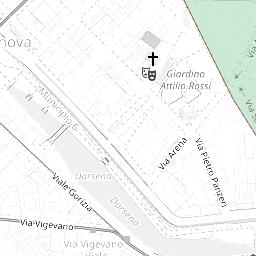 nova
Giardino
Attilio Rossi
Municipio 6
Via Arena
Via Pietro Panzeri
Darsena
Viale Gorizia
Darsena
Via Vigevano
Via Vigevano
Viale